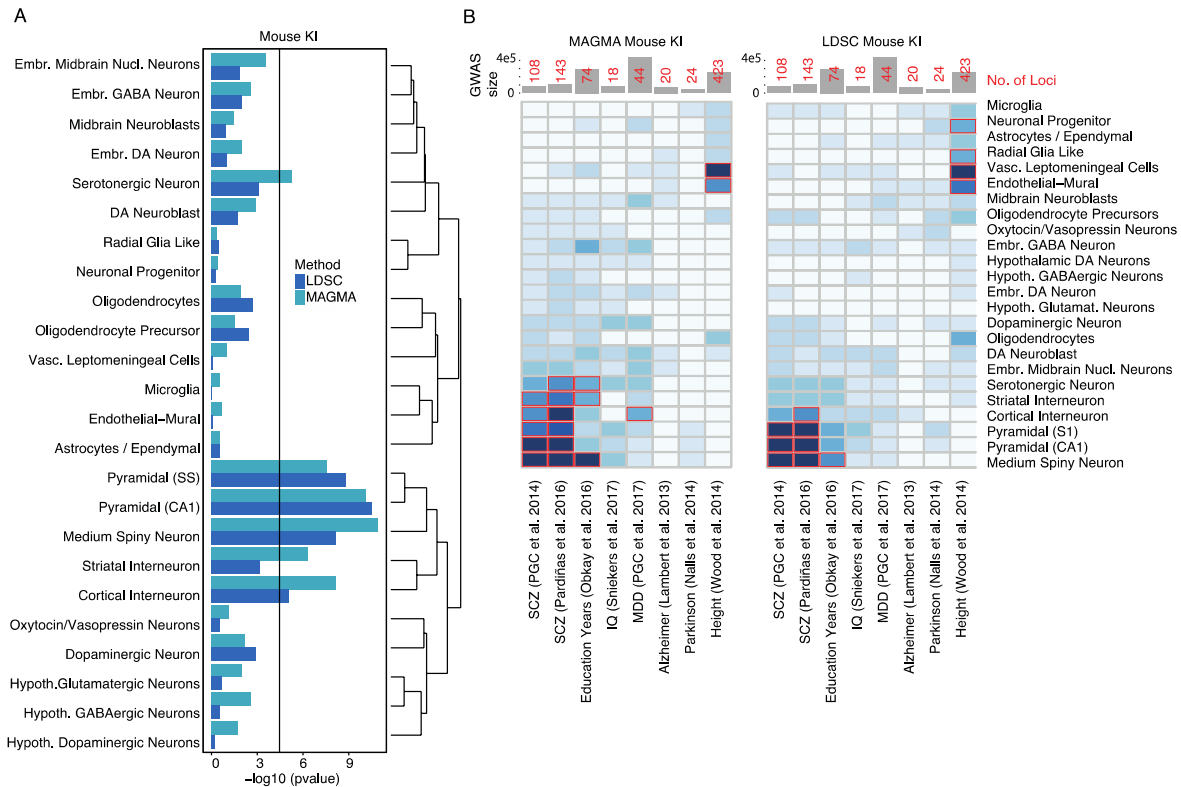 A
Mouse KI
Embr. Midbrain Nucl. Neurons
Embr. GABA Neuron
Midbrain Neuroblasts
Embr. DA Neuron
Serotonergic Neuron
DA Neuroblast
Radial Glia Like
Neuronal Progenitor
Oligodendrocytes
Oligodendrocyte Precursor
Vasc. Leptomeningeal Cells
Microglia
Endothelial-Mural
Astrocytes / Ependymal
Pyramidal (SS)
Pyramidal (CA1)
Medium Spiny Neuron
Striatal Interneuron
Cortical Interneuron
Oxytocin/Vasopressin Neurons
Dopaminergic Neuron
Hypoth.Glutamatergic Neurons
Hypoth. GABAergic Neurons
Hypoth. Dopaminergic Neurons
Method
LDSC
MAGMA
0 3 6 9
−log10 (pvalue)
B
MAGMA Mouse KI
GWAS
size
4e5
0
108 143 74 18 44 20 24 423
SCZ (PGC et al. 2014)
SCZ (Pardiñas et al. 2016)
Education Years (Obkay et al. 2016)
IQ (Sniekers et al. 2017)
MDD (PGC et al. 2017)
Alzheimer (Lambert et al. 2013)
Parkinson (Nalls et al. 2014)
Height (Wood et al. 2014)
LDSC Mouse KI
4e5
0
108 143 74 18 44 20 24 423
No. of Loci
Microglia
Neuronal Progenitor
Astrocytes / Ependymal
Radial Glia Like
Vasc. Leptomeningeal Cells
Endothelial−Mural
Midbrain Neuroblasts
Oligodendrocyte Precursors
Oxytocin/Vasopressin Neurons
Embr. GABA Neuron
Hypothalamic DA Neurons
Hypoth. GABAergic Neurons
Embr. DA Neuron
Hypoth. Glutamat. Neurons
Dopaminergic Neuron
Oligodendrocytes
DA Neuroblast
Embr. Midbrain Nucl. Neurons
Serotonergic Neuron
Striatal Interneuron
Cortical Interneuron
Pyramidal (S1)
Pyramidal (CA1)
Medium Spiny Neuron
SCZ (PGC et al. 2014)
SCZ (Pardiñas et al. 2016)
Education Years (Obkay et al. 2016)
IQ (Sniekers et al. 2017)
MDD (PGC et al. 2017)
Alzheimer (Lambert et al. 2013)
Parkinson (Nalls et al. 2014)
Height (Wood et al. 2014)